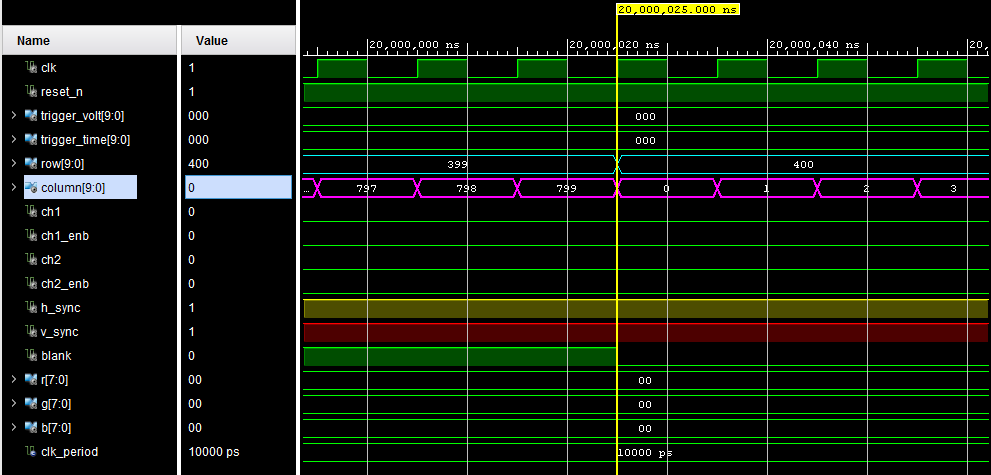 20,000,025.000 ns
Name Value 20,000,000 ns 20,000,020 ns 20,000,040 ns 20,
clk 1
reset_n 1
trigger_volt[9:0] 000 000
trigger_time[9:0] 000 000
row[9:0] 400 399 400
column[9:0] 0 ... 797 798 799 0 1 2 3
ch1 0
ch1_enb 0
ch2 0
ch2_enb 0
h_sync 1
v_sync 1
blank 0
r[7:0] 00 00
g[7:0] 00 00
b[7:0] 00 00
clk_period 10000 ps 10000 ps